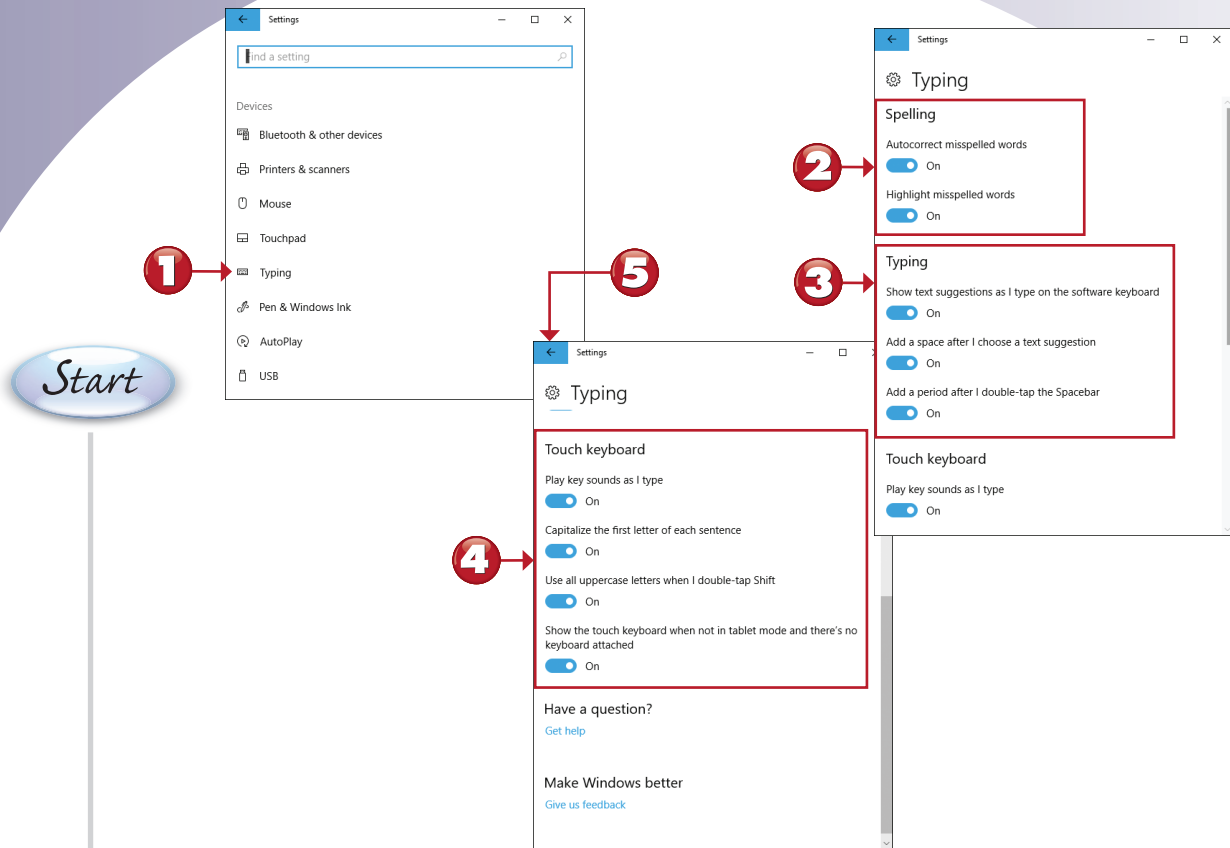 Settings
Find a setting
Devices
Bluetooth & other devices
Printers & scanners
Mouse
Touchpad
1
Typing
Pen & Windows Ink
AutoPlay
USB
Start
Settings
Typing
2
Spelling
Autocorrect misspelled words
On
Highlight misspelled words
On
3
Typing
Show text suggestions as I type on the software keyboard
On
Add a space after I choose a text suggestion
On
Add a period after I double-tap the Spacebar
On
Touch keyboard
Play key sounds as I type
On
5
Settings
Typing
4
Touch keyboard
Play key sounds as I type
On
Capitalize the first letter of each sentence
On
Use all uppercase letters when I double-tap Shift
On
Show the touch keyboard when not in tablet mode and there's no
keyboard attached
On
Have a question?
Get help
Make Windows better
Give us feedback